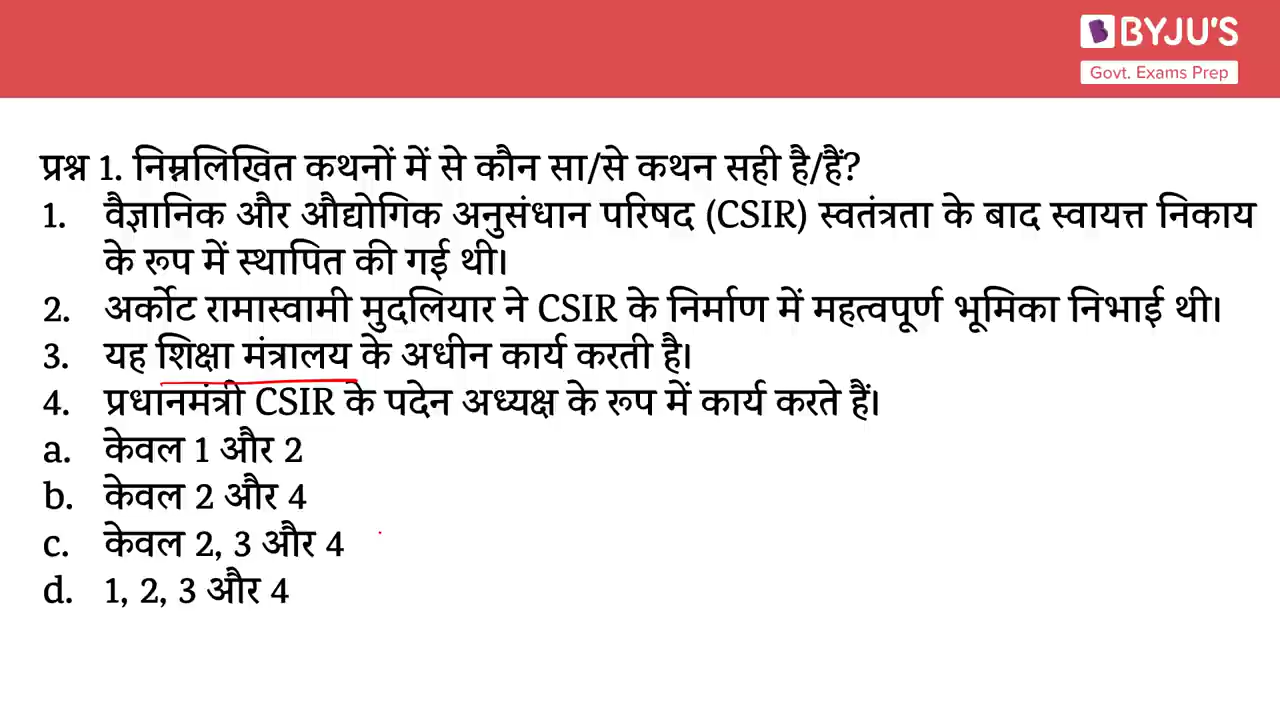 BYJU'S
Govt. Exams Prep
प्रश्न 1. निम्नलिखित कथनों में से कौन सा/से कथन सही है/हैं?
1. वैज्ञानिक और औद्योगिक अनुसंधान परिषद (CSIR) स्वतंत्रता के बाद स्वायत्त निकाय
के रूप में स्थापित की गई थी।
2. अर्कोट रामास्वामी मुदलियार ने CSIR के निर्माण में महत्वपूर्ण भूमिका निभाई थी।
3. यह शिक्षा मंत्रालय के अधीन कार्य करती है।
4. प्रधानमंत्री CSIR के पदेन अध्यक्ष के रूप में कार्य करते हैं।
a. केवल 1 और 2
b. केवल 2 और 4
c. केवल 2, 3 और 4
d. 1, 2, 3 और 4